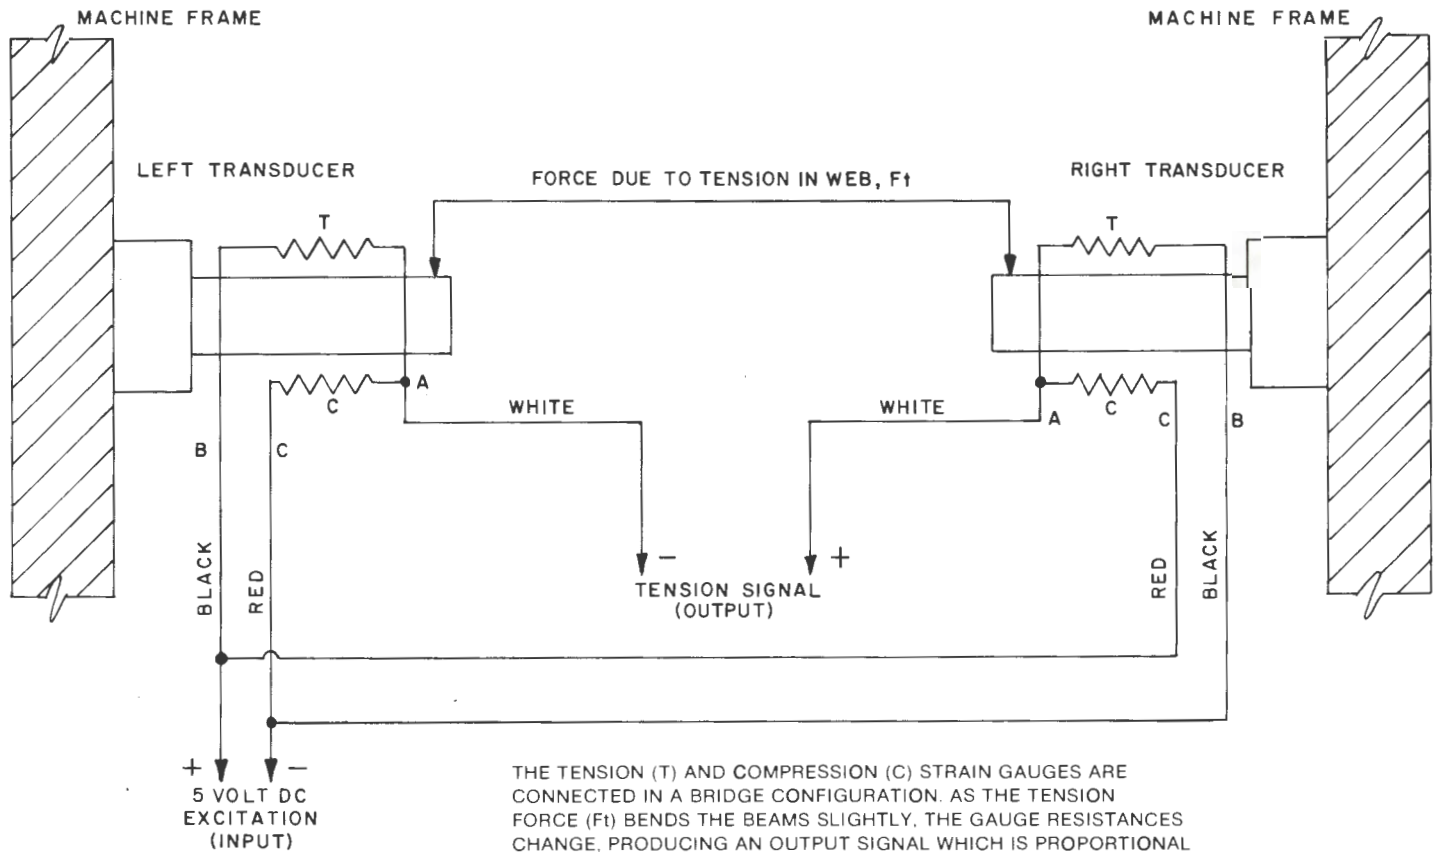 MACHINE FRAME
MACHINE FRAME
LEFT TRANSDUCER
FORCE DUE TO TENSION IN WEB, Ft
RIGHT TRANSDUCER
T
T
C
A
WHITE
WHITE
A
C
C
B
B
C
BLACK
RED
- +
TENSION SIGNAL
(OUTPUT)
RED
BLACK
+ -
5 VOLT DC
EXCITATION
(INPUT)
THE TENSION (T) AND COMPRESSION (C) STRAIN GAUGES ARE
CONNECTED IN A BRIDGE CONFIGURATION. AS THE TENSION
FORCE (Ft) BENDS THE BEAMS SLIGHTLY, THE GAUGE RESISTANCES
CHANGE, PRODUCING AN OUTPUT SIGNAL WHICH IS PROPORTIONAL